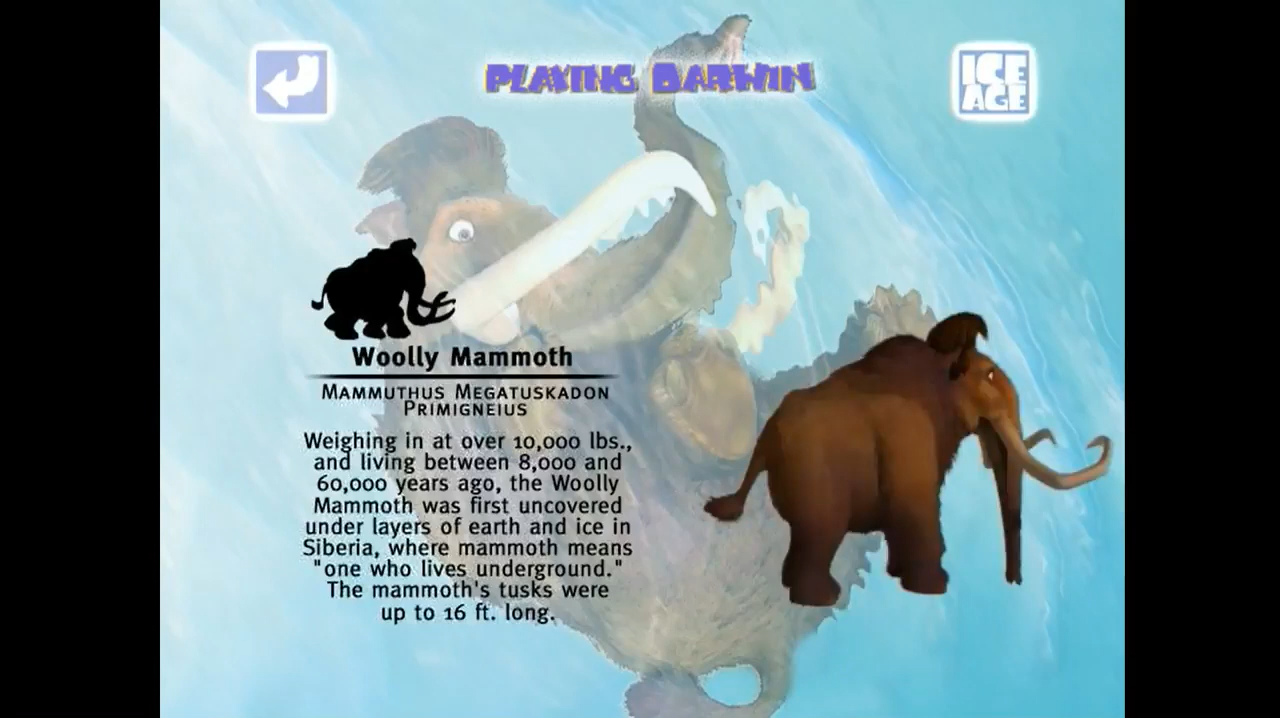 PLAYING DARWIN
ICE
AGE
Woolly Mammoth
MAMMUTHUS MEGATUSKADON
PRIMIGNEIUS
Weighing in at over 10,000 lbs.,
and living between 8,000 and
60,000 years ago, the Woolly
Mammoth was first uncovered
under layers of earth and ice in
Siberia, where mammoth means
"one who lives underground."
The mammoth's tusks were
up to 16 ft. long.